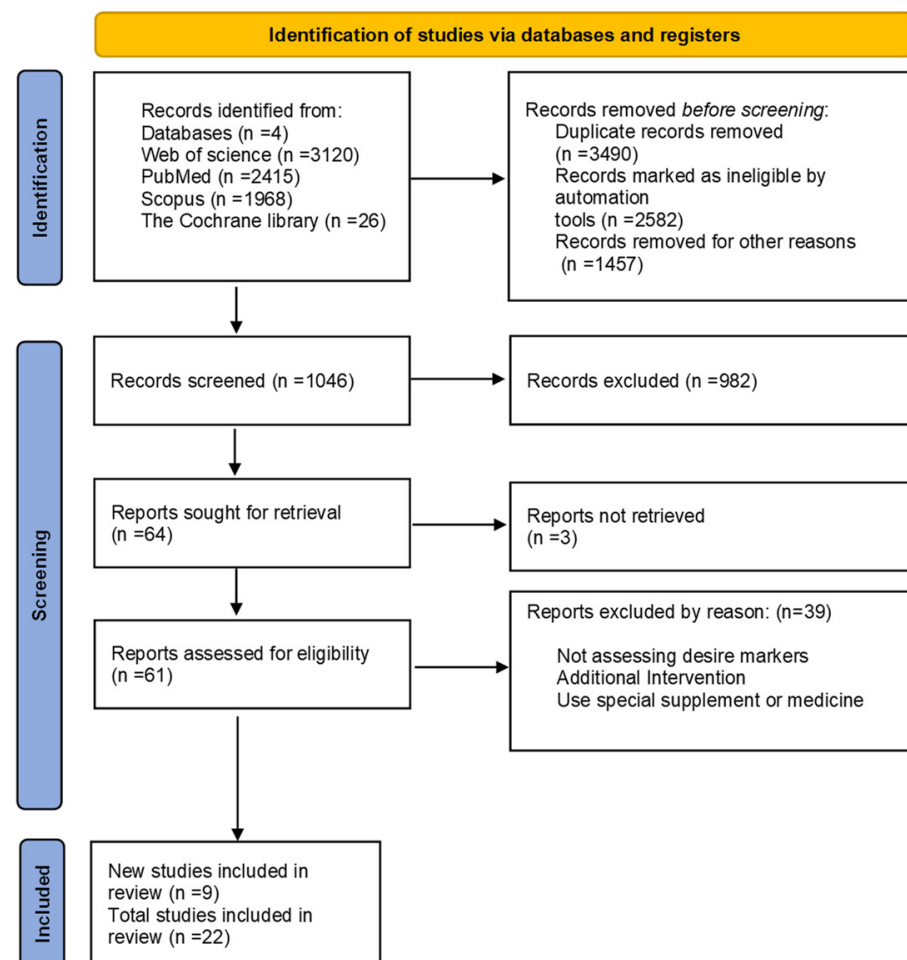 Identification of studies via databases and registers
Identification
Records identified from:
Databases (n =4)
Web of science (n =3120)
PubMed (n =2415)
Scopus (n =1968)
The Cochrane library (n =26)
Records removed before screening:
Duplicate records removed
(n =3490)
Records marked as ineligible by
automation
tools (n =2582)
Records removed for other reasons
(n =1457)
Screening
Records screened (n =1046)
Records excluded (n =982)
Reports sought for retrieval
(n =64)
Reports not retrieved
(n =3)
Reports assessed for eligibility
(n =61)
Reports excluded by reason: (n=39)
Not assessing desire markers
Additional Intervention
Use special supplement or medicine
Included
New studies included in
review (n =9)
Total studies included in
review (n =22)